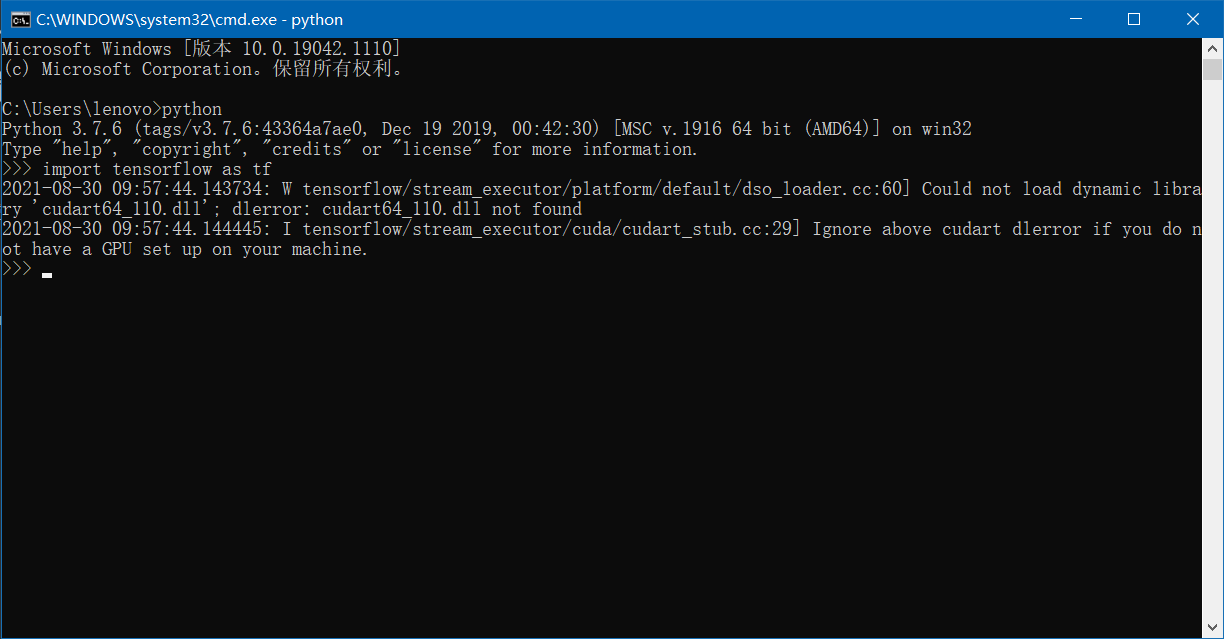 C:\WINDOWS\system32\cmd.exe - python
Microsoft Windows [版本 10.0.19042.1110]
(c) Microsoft Corporation。保留所有权利。
C:\Users\lenovo>python
Python 3.7.6 (tags/v3.7.6:43364a7ae0, Dec 19 2019, 00:42:30) [MSC v.1916 64 bit (AMD64)] on win32
Type "help", "copyright", "credits" or "license" for more information.
>>> import tensorflow as tf
2021-08-30 09:57:44.143734: W tensorflow/stream_executor/platform/default/dso_loader.cc:60] Could not load dynamic libra
ry 'cudart64_110.dll'; dlerror: cudart64_110.dll not found
2021-08-30 09:57:44.144445: I tensorflow/stream_executor/cuda/cudart_stub.cc:29] Ignore above cudart dlerror if you do n
ot have a GPU set up on your machine.
>>>